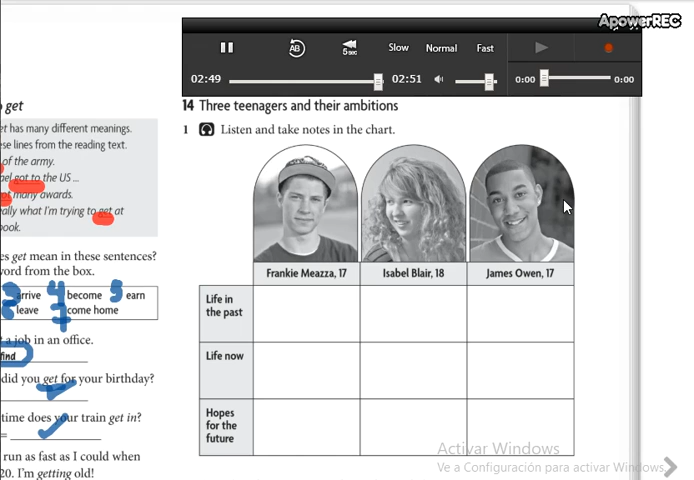 ApowerREC
AB
5sec
Slow
Normal
Fast
02:49
02:51
0:00
0:00
get
14 Three teenagers and their ambitions
1 Listen and take notes in the chart.
has many different meanings.
lines from the reading text.
of the army.
got to the US ...
many awards.
what I'm trying to get at
book.
get mean in these sentences?
word from the box.
3 arrive 4 become 5 earn
leave 7 come home
a job in an office.
find
did you get for your birthday?
time does your train get in?
=
run as fast as I could when
20. I'm getting old!
Frankie Meazza, 17
Isabel Blair, 18
James Owen, 17
Life in
the past
Life now
Hopes
for the
future
Activar Windows
Ve a Configuración para activar Windows.